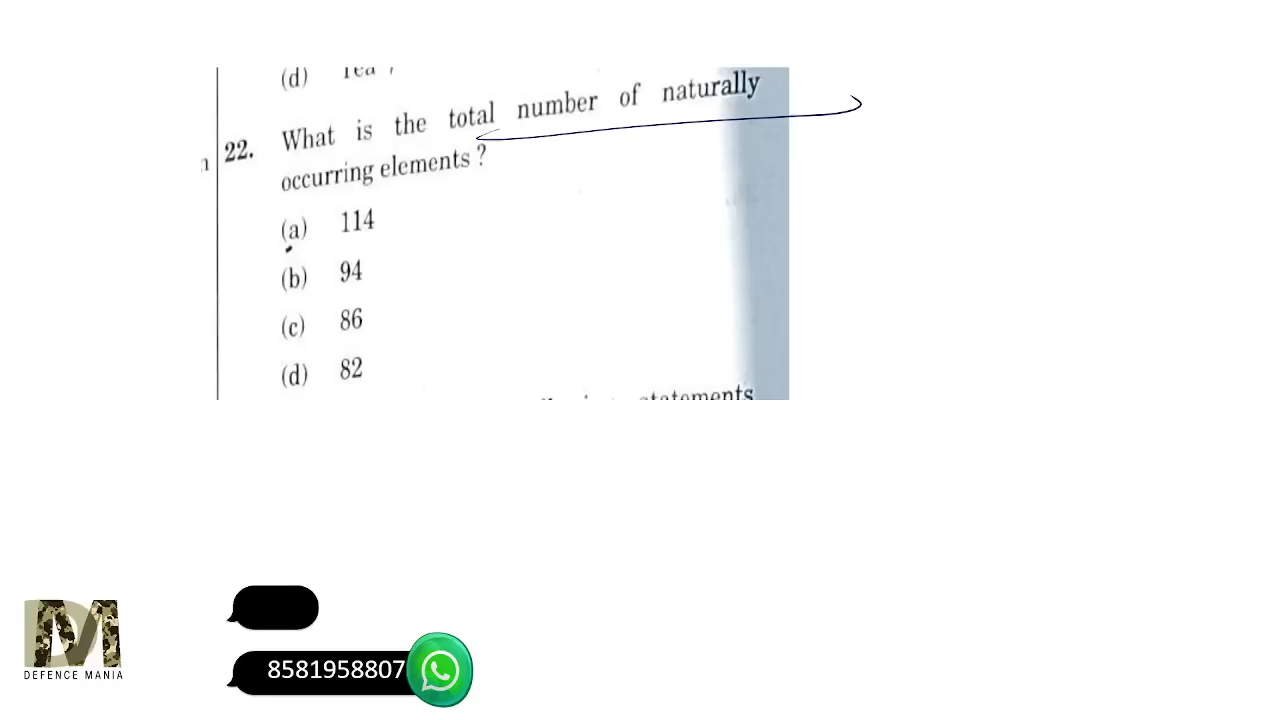 (d)
22. What is the total number of naturally
occurring elements ?
(a) 114
(b) 94
(c) 86
(d) 82
statements
DEFENCE MANIA
8581958807